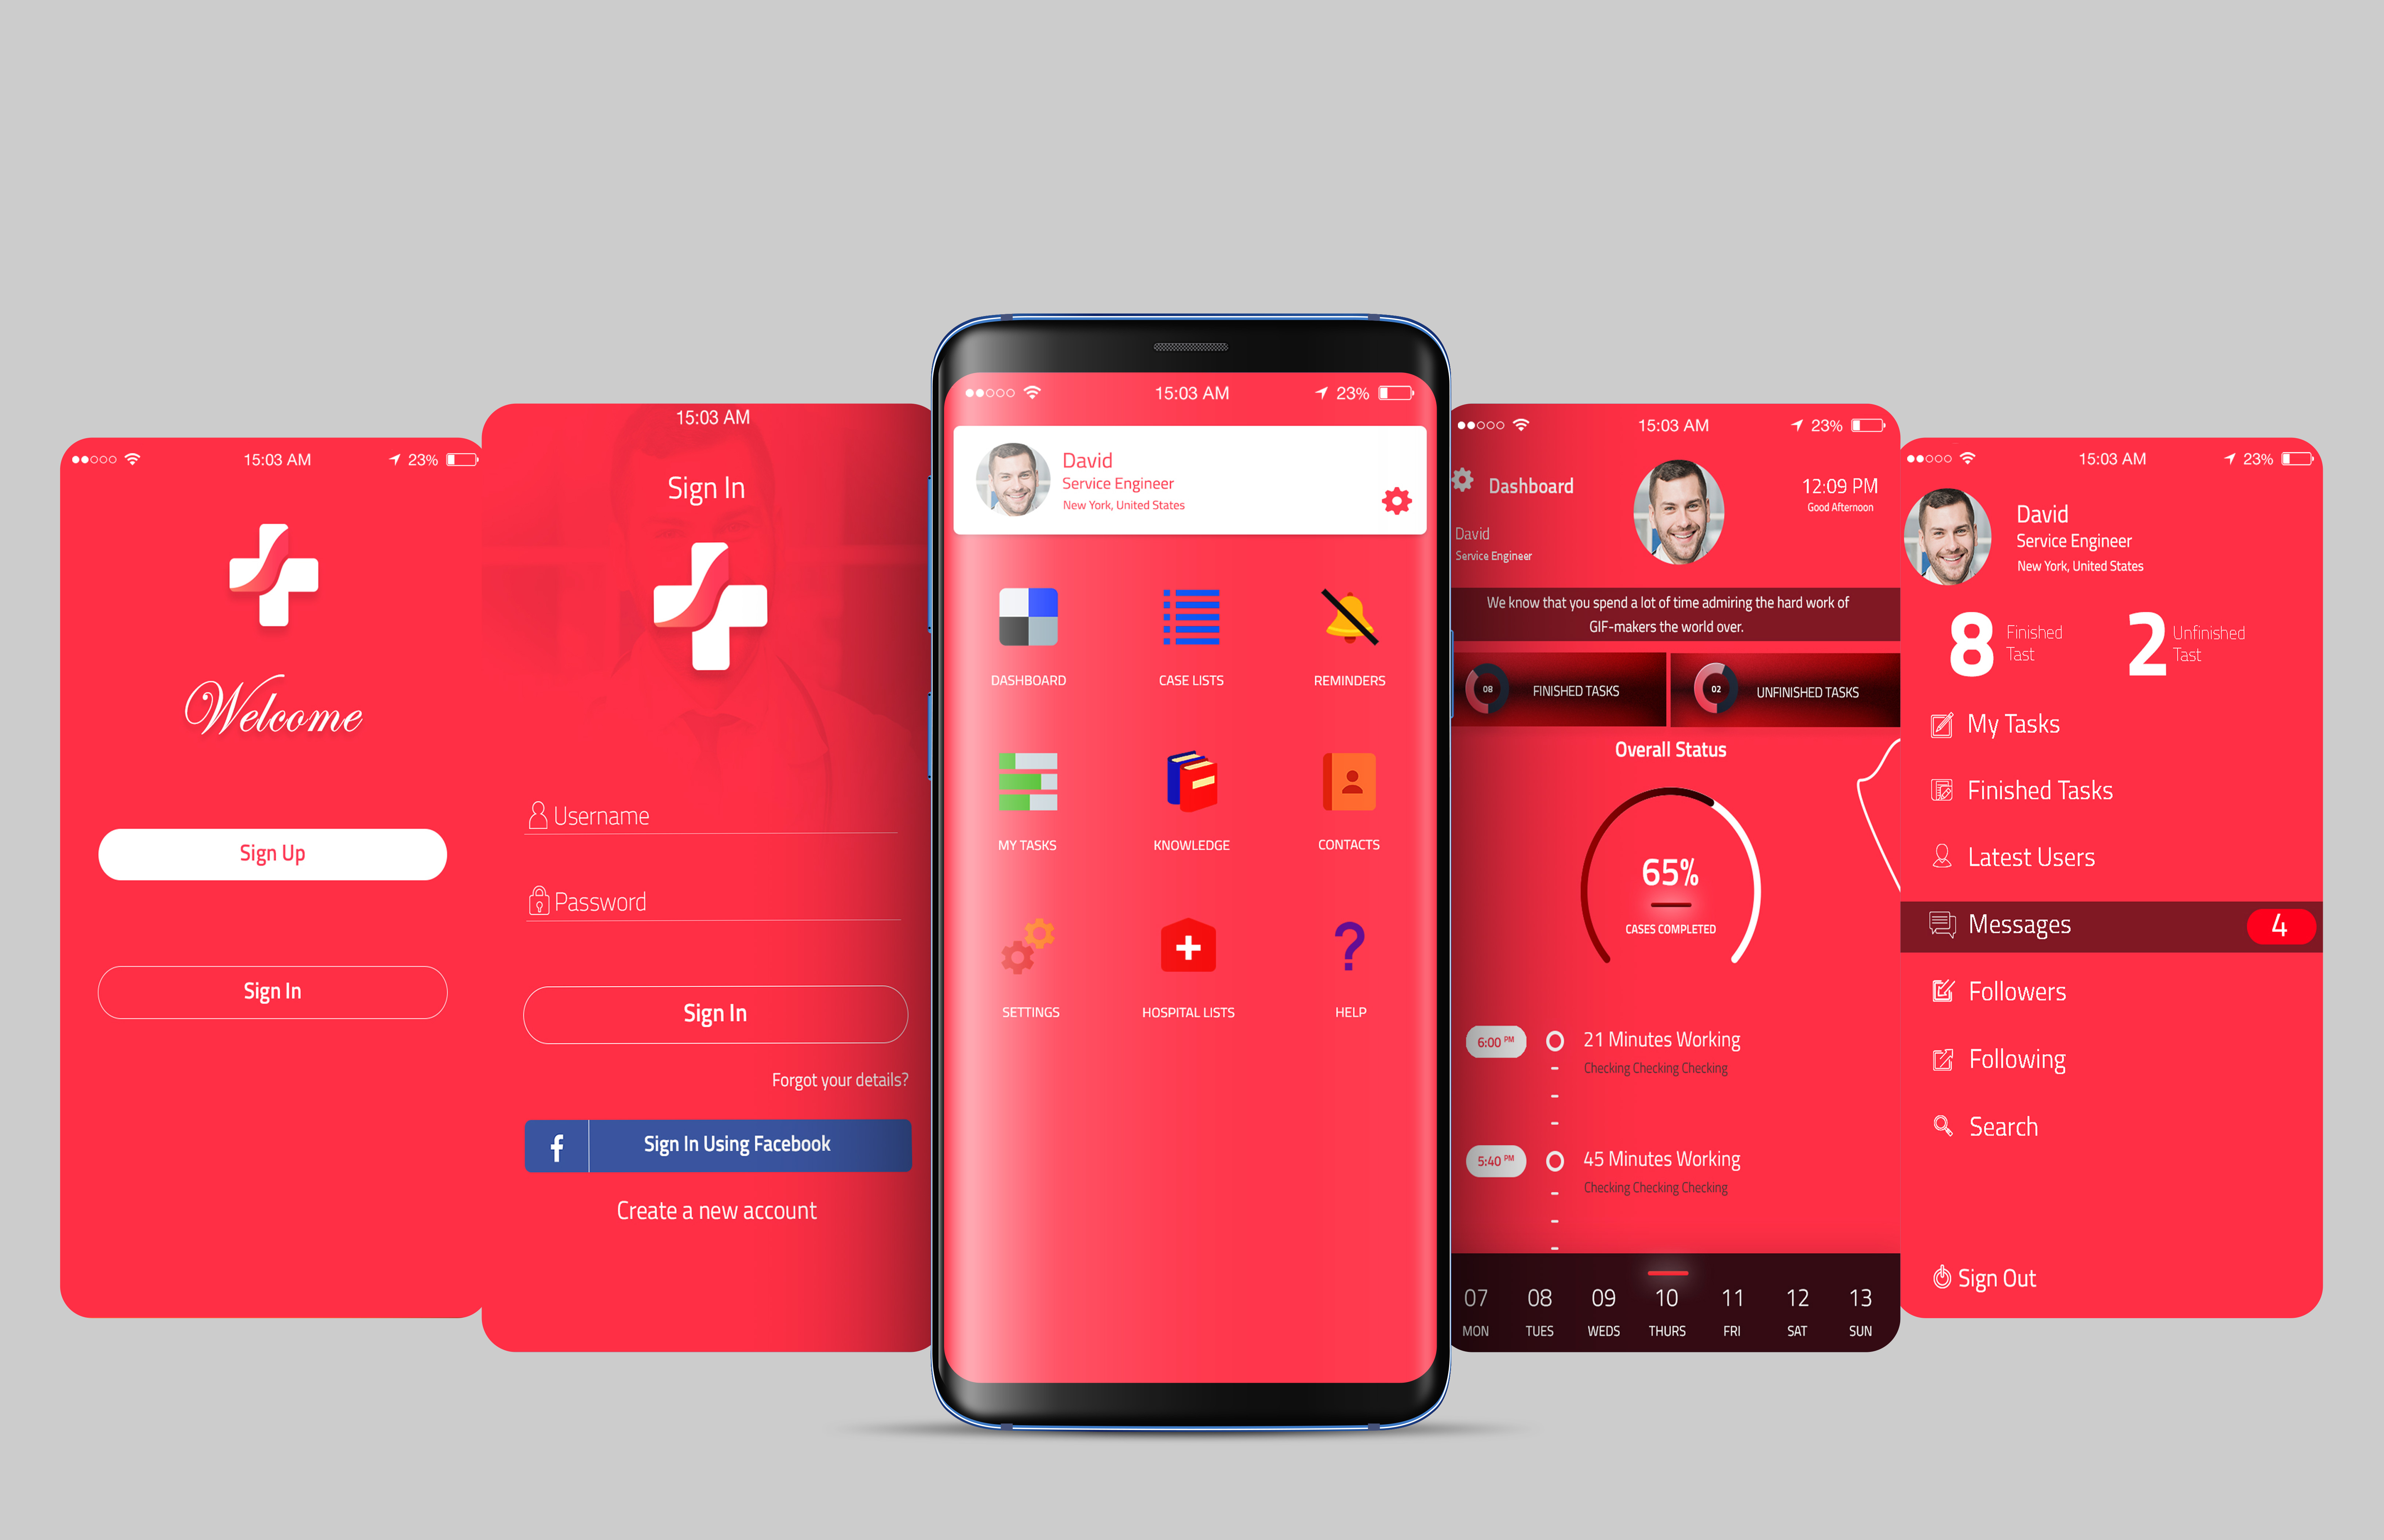 15:03 AM
23%
Welcome
Sign Up
Sign In
15:03 AM
Sign In
Username
Password
Sign In
Forgot your details?
f
Sign In Using Facebook
Create a new account
15:03 AM
23%
David
Service Engineer
New York, United States
DASHBOARD
CASE LISTS
REMINDERS
MY TASKS
KNOWLEDGE
CONTACTS
SETTINGS
HOSPITAL LISTS
? HELP
15:03 AM
23%
Dashboard
12:09 PM
Good Afternoon
David
Service Engineer
We know that you spend a lot of time admiring the hard work of
GIF-makers the world over.
08
FINISHED TASKS
02
UNFINISHED TASKS
Overall Status
65%
CASES COMPLETED
6:00 PM
21 Minutes Working
Checking Checking Checking
5:40 PM
45 Minutes Working
Checking Checking Checking
07 08 09 10 11 12 13
MON TUES WEDS THURS FRI SAT SUN
15:03 AM
23%
David
Service Engineer
New York, United States
8
Finished
Tast
2
Unfinished
Tast
My Tasks
Finished Tasks
Latest Users
Messages
4
Followers
Following
Search
Sign Out